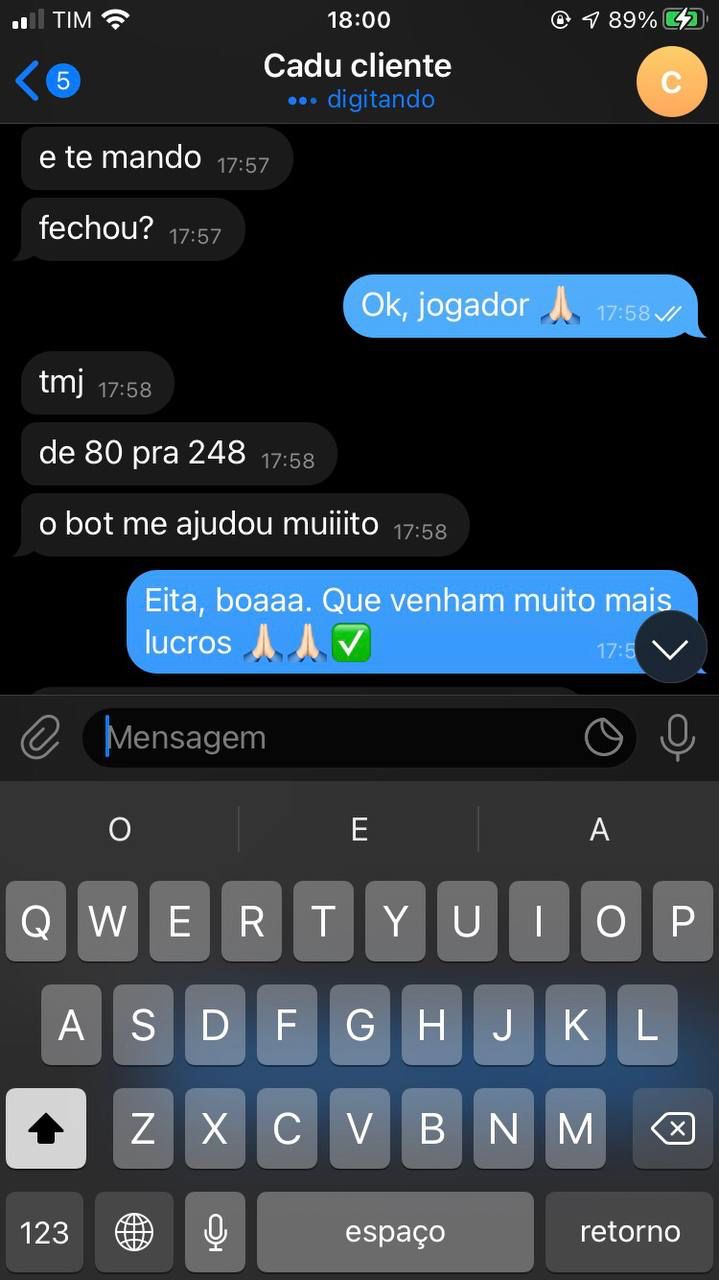 TIM 18:00 89%
5 Cadu cliente C
digitando
e te mando 17:57
fechou? 17:57
Ok, jogador 🙏🏻 17:58
tmj 17:58
de 80 pra 248 17:58
o bot me ajudou muiiito 17:58
Eita, boaaa. Que venham muito mais
lucros 🙏🏻🙏🏻✅ 17:5
Mensagem
O E A
Q W E R T Y U I O P
A S D F G H J K L
Z X C V B N M
123 espaço retorno